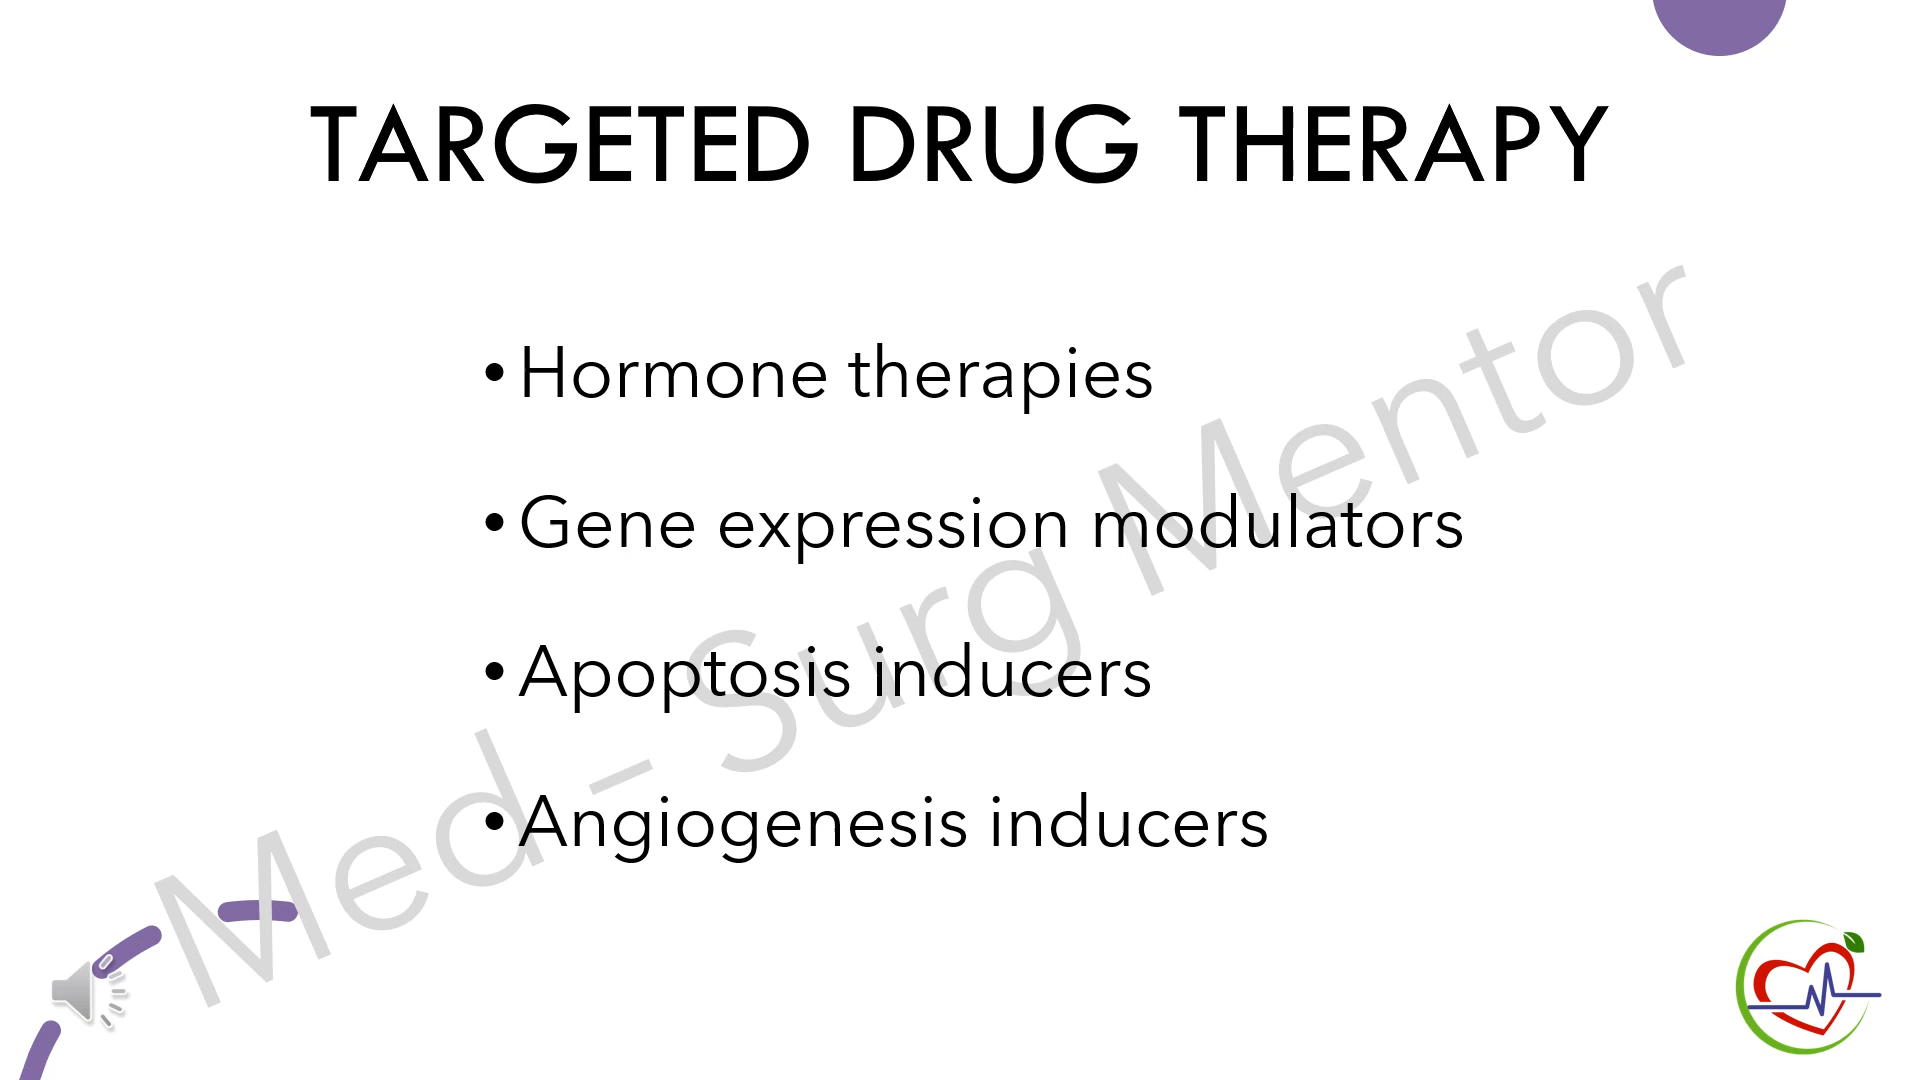 TARGETED DRUG THERAPY
• Hormone therapies
• Gene expression modulators
• Apoptosis inducers
• Angiogenesis inducers
Med - Surg Mentor